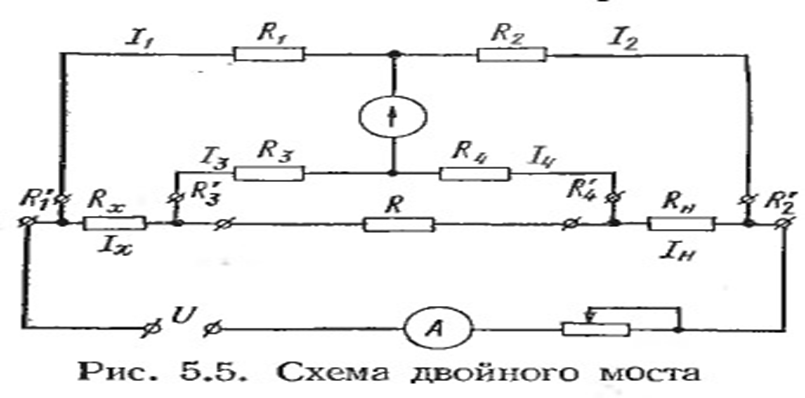 I₁ R₁ R₂ I₂
I₃ R₃ R₄ I₄
R₁′ Rₓ R₃′ R R₄′ Rн R₂′
Iₓ Iн
U A
Рис. 5.5. Схема двойного моста